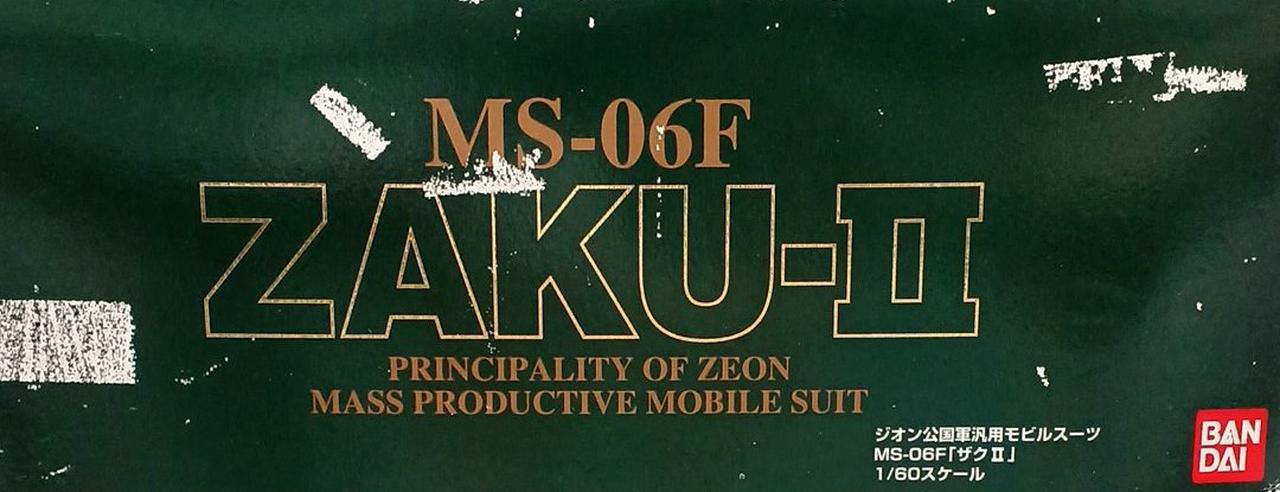 MS-06F
ZAKU-II
PRINCIPALITY OF ZEON
MASS PRODUCTIVE MOBILE SUIT
ジオン公国軍汎用モビルスーツ
MS-06F「ザクⅡ」
1/60スケール
BAN
DAI